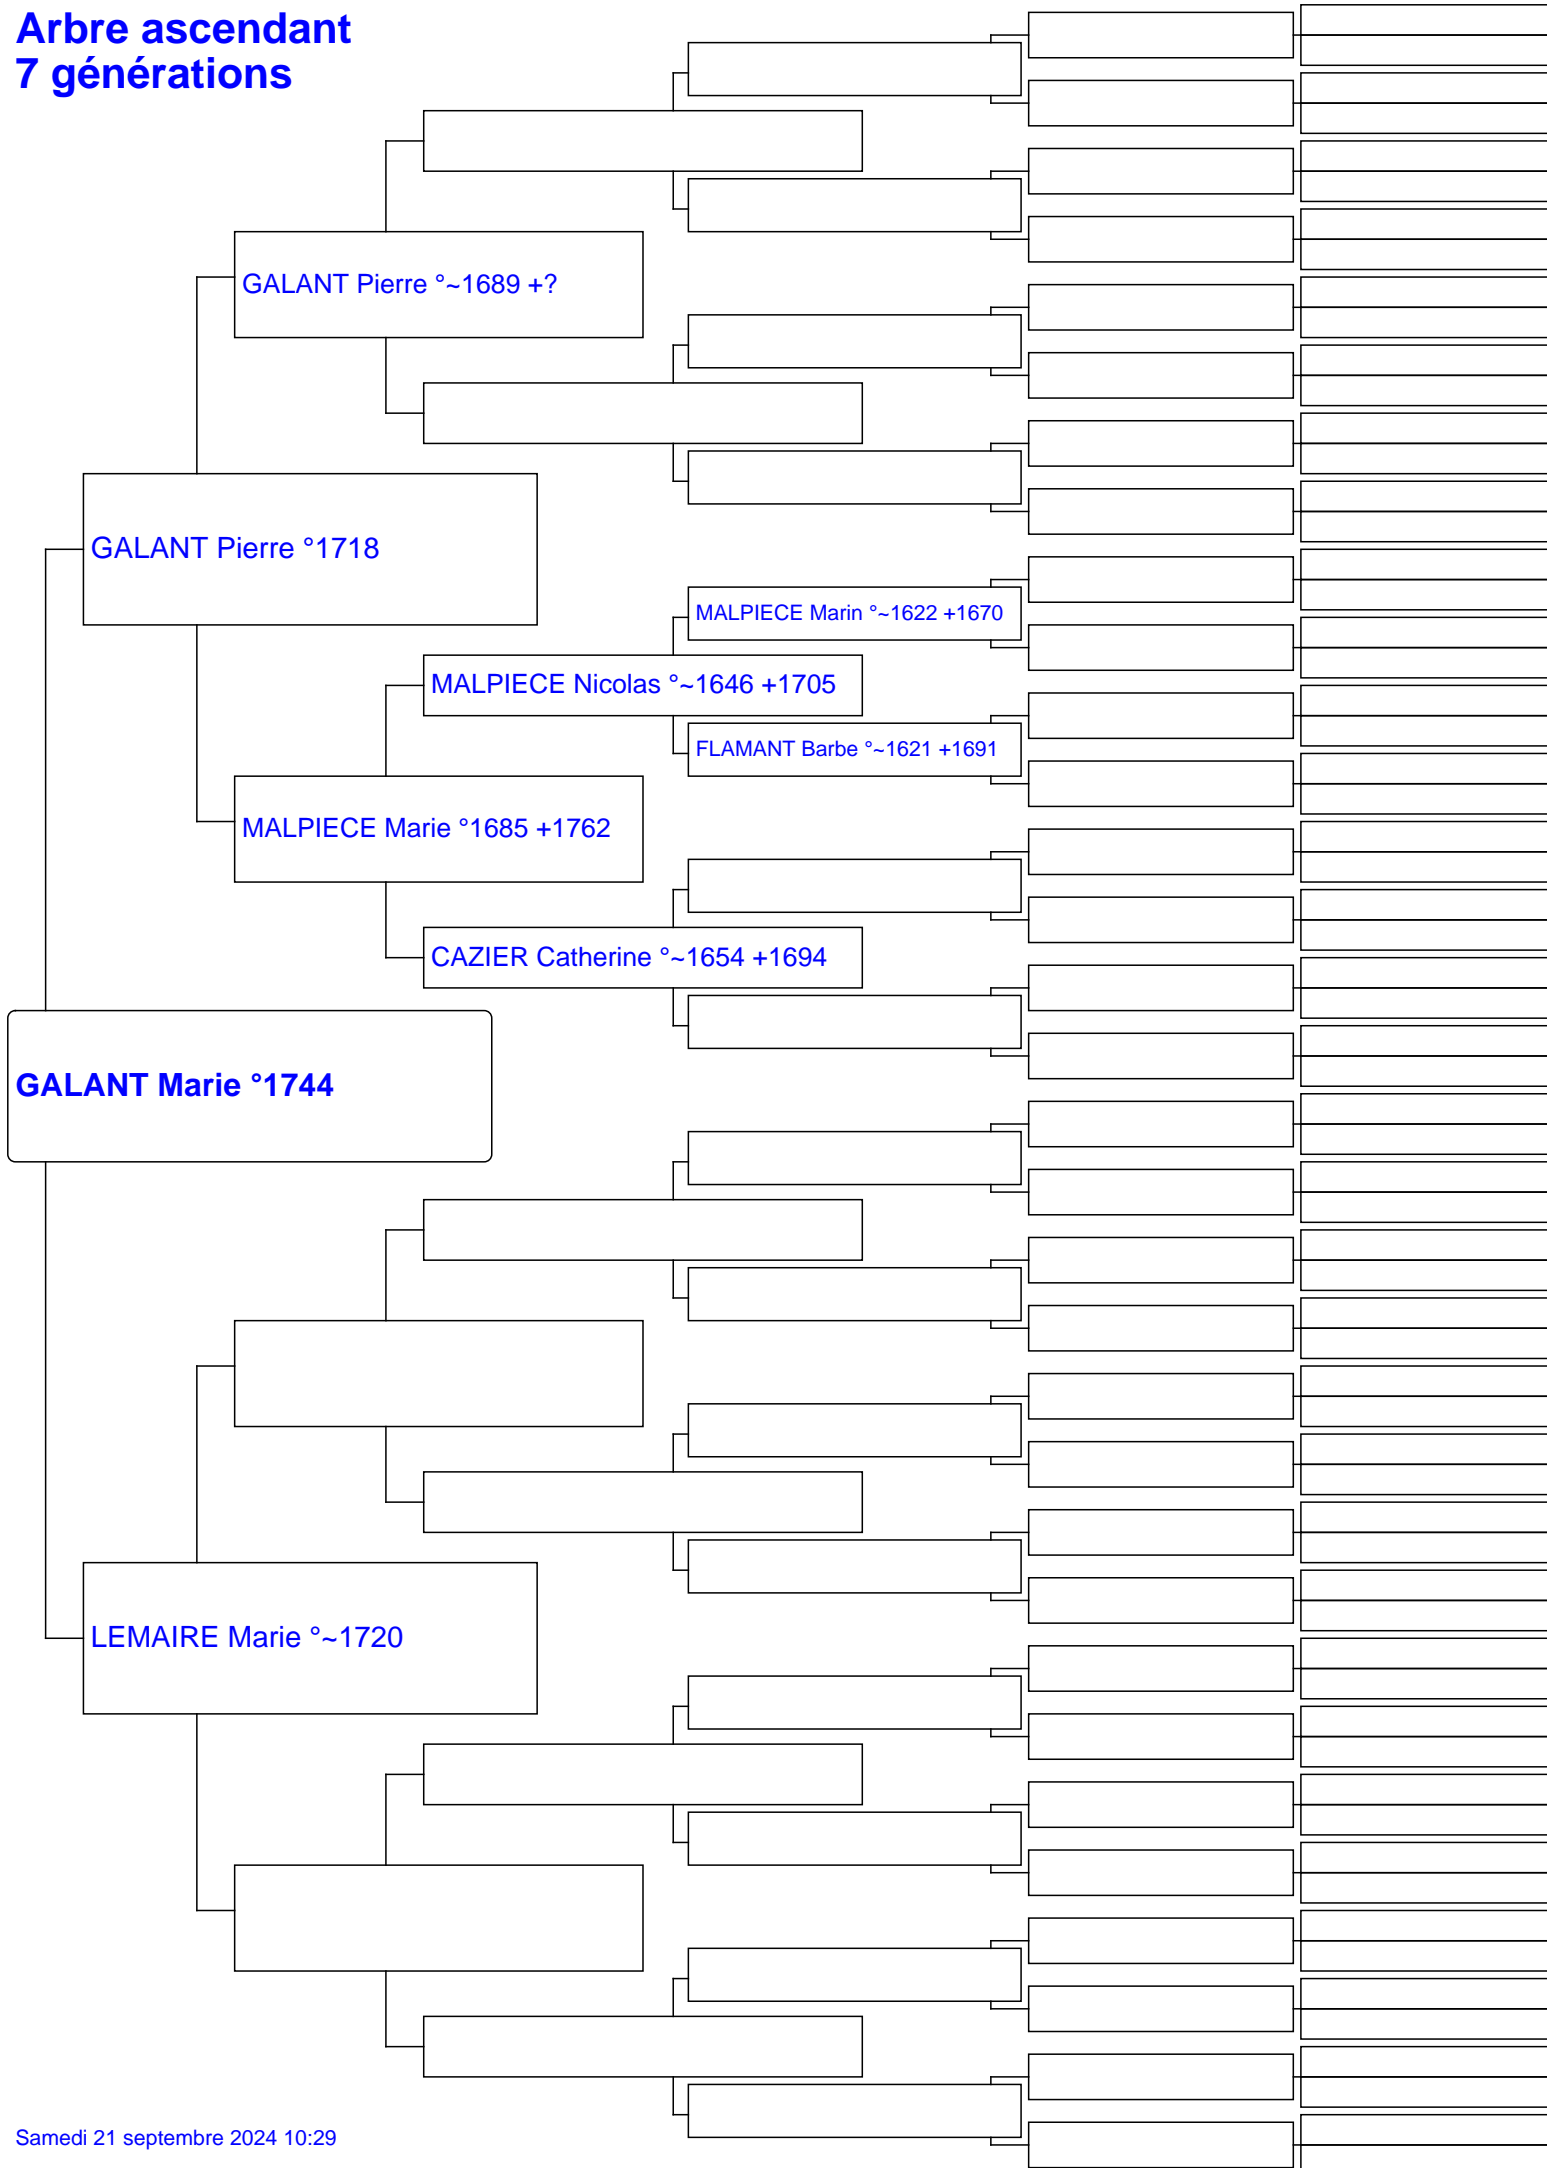 Arbre ascendant
7 générations
GALANT Pierre °~1689 +?
GALANT Pierre °1718
MALPIECE Marin °~1622 +1670
MALPIECE Nicolas °~1646 +1705
FLAMANT Barbe °~1621 +1691
MALPIECE Marie °1685 +1762
CAZIER Catherine °~1654 +1694
GALANT Marie °1744
LEMAIRE Marie °~1720
Samedi 21 septembre 2024 10:29